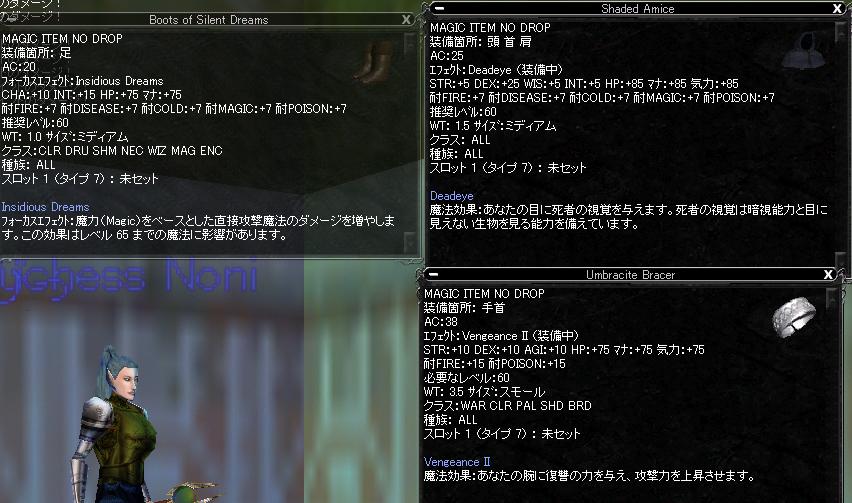 のダメージ！
Boots of Silent Dreams
MAGIC ITEM NO DROP
装備箇所: 足
AC:20
フォーカスエフェクト:Insidious Dreams
CHA:+10 INT:+15 HP:+75 マナ:+75
耐FIRE:+7 耐DISEASE:+7 耐COLD:+7 耐MAGIC:+7 耐POISON:+7
推奨レベル:60
WT: 1.0 サイズ:ミディアム
クラス:CLR DRU SHM NEC WIZ MAG ENC
種族: ALL
スロット 1 (タイプ 7) : 未セット
Insidious Dreams
フォーカスエフェクト:魔力(Magic)をベースとした直接攻撃魔法のダメージを増やしま
す。この効果はレベル 65 までの魔法に影響があります。
Shaded Amice
MAGIC ITEM NO DROP
装備箇所: 頭 首 肩
AC:25
エフェクト:Deadeye (装備中)
STR:+5 DEX:+25 WIS:+5 INT:+5 HP:+85 マナ:+85 気力:+85
耐FIRE:+7 耐DISEASE:+7 耐COLD:+7 耐MAGIC:+7 耐POISON:+7
推奨レベル:60
WT: 1.5 サイズ:ミディアム
クラス: ALL
種族: ALL
スロット 1 (タイプ 7) : 未セット
Deadeye
魔法効果:あなたの目に死者の視覚を与えます。死者の視覚は暗視能力と目に
見えない生物を見る能力を備えています。
Umbracite Bracer
MAGIC ITEM NO DROP
装備箇所: 手首
AC:38
エフェクト:Vengeance II (装備中)
STR:+10 DEX:+10 AGI:+10 HP:+75 マナ:+75 気力:+75
耐FIRE:+15 耐POISON:+15
必要なレベル:60
WT: 3.5 サイズ:スモール
クラス:WAR CLR PAL SHD BRD
種族: ALL
スロット 1 (タイプ 7) : 未セット
Vengeance II
魔法効果:あなたの腕に復讐の力を与え、攻撃力を上昇させます。
chess Noni